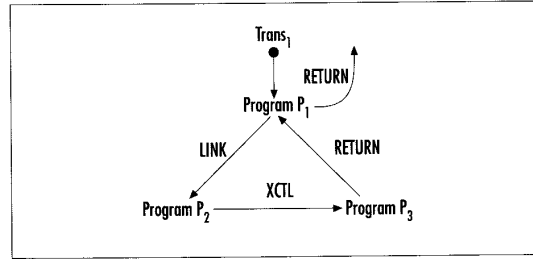 Trans₁
RETURN
Program P₁
LINK
RETURN
XCTL
Program P₂
Program P₃